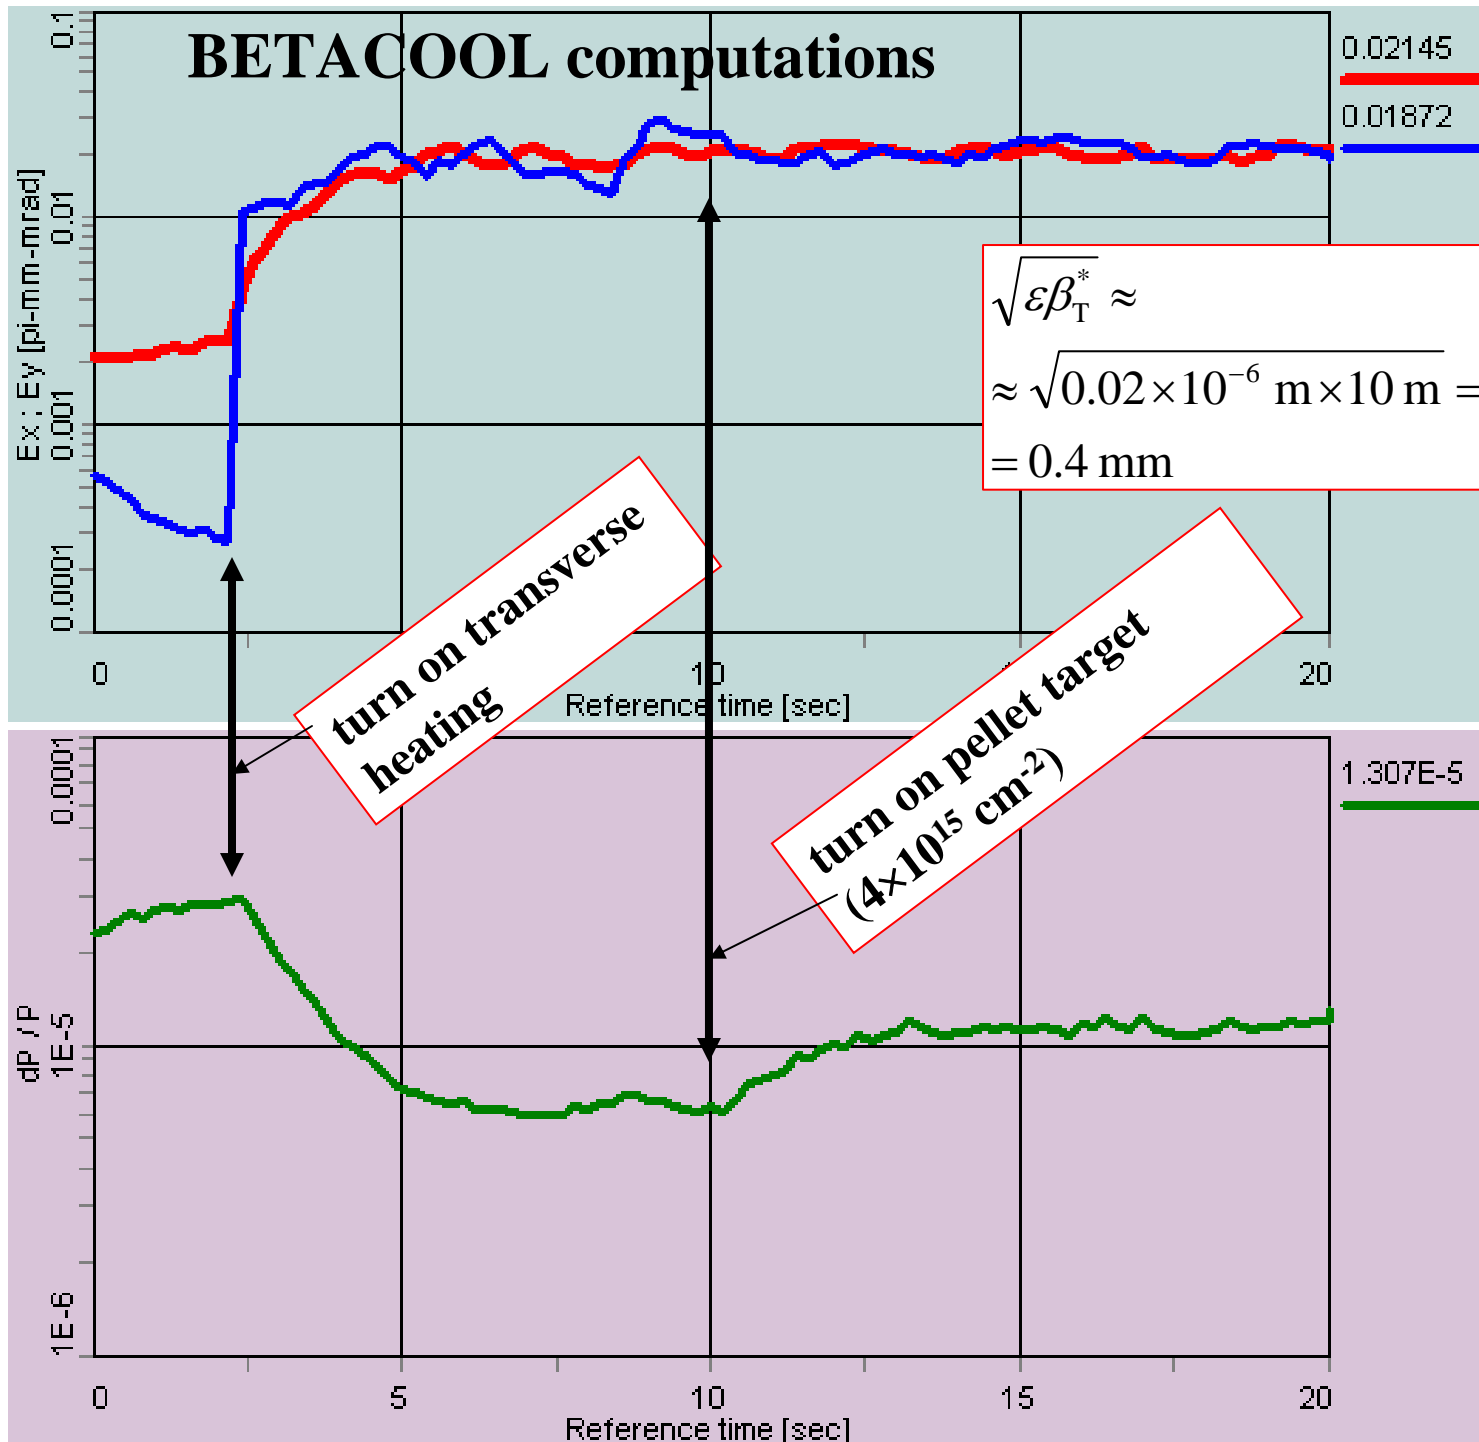 BETACOOL computations
0.02145
0.01872
Ex ; Ey [pi-mm-mrad]
0.1
0.01
0.001
0.0001
√(εβ*_T) ≈
≈ √(0.02×10⁻⁶ m×10 m) =
= 0.4 mm
turn on transverse
heating
turn on pellet target
(4×10¹⁵ cm⁻²)
0 10 20
Reference time [sec]
1.307E-5
dP / P
0.0001
1E-5
1E-6
0 5 10 15 20
Reference time [sec]